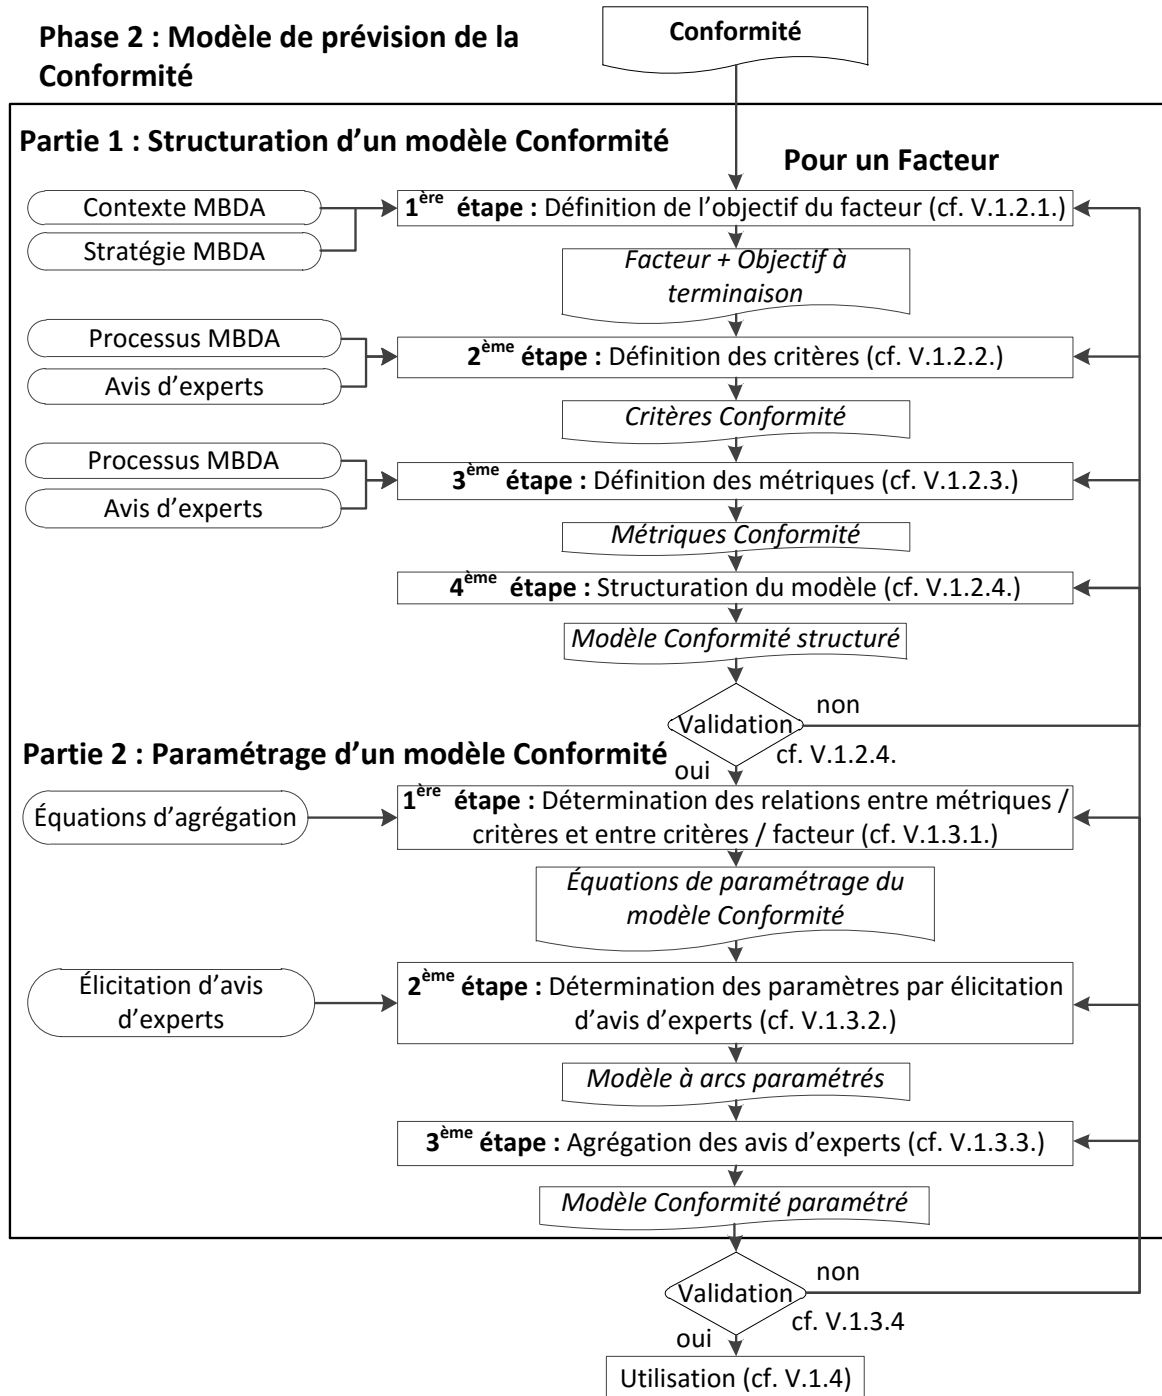 Phase 2 : Modèle de prévision de la
Conformité
Conformité
Partie 1 : Structuration d'un modèle Conformité
Pour un Facteur
Contexte MBDA
Stratégie MBDA
1ère étape : Définition de l'objectif du facteur (cf. V.1.2.1.)
Facteur + Objectif à
terminaison
Processus MBDA
Avis d'experts
2ème étape : Définition des critères (cf. V.1.2.2.)
Critères Conformité
Processus MBDA
Avis d'experts
3ème étape : Définition des métriques (cf. V.1.2.3.)
Métriques Conformité
4ème étape : Structuration du modèle (cf. V.1.2.4.)
Modèle Conformité structuré
Validation
non
cf. V.1.2.4.
oui
Partie 2 : Paramétrage d'un modèle Conformité
Équations d'agrégation
1ère étape : Détermination des relations entre métriques /
critères et entre critères / facteur (cf. V.1.3.1.)
Équations de paramétrage du
modèle Conformité
Élicitation d'avis
d'experts
2ème étape : Détermination des paramètres par élicitation
d'avis d'experts (cf. V.1.3.2.)
Modèle à arcs paramétrés
3ème étape : Agrégation des avis d'experts (cf. V.1.3.3.)
Modèle Conformité paramétré
Validation
non
cf. V.1.3.4
oui
Utilisation (cf. V.1.4)